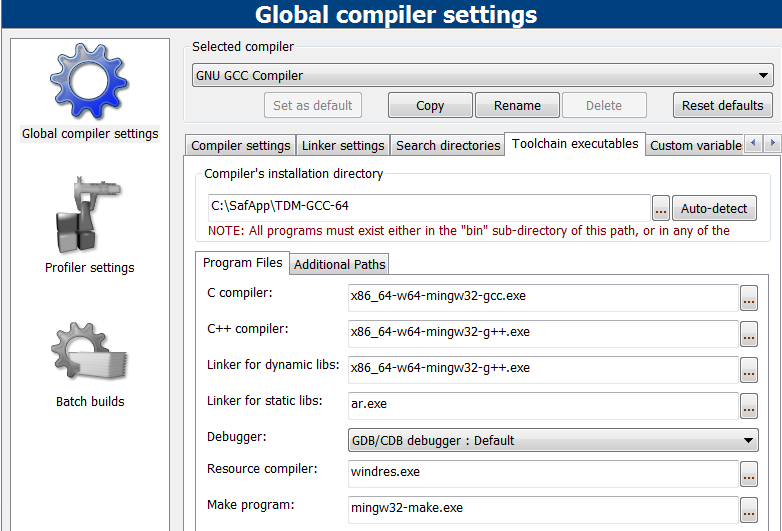 Global compiler settings
Global compiler settings
Profiler settings
Batch builds
Selected compiler
GNU GCC Compiler
Set as default Copy Rename Delete Reset defaults
Compiler settings Linker settings Search directories Toolchain executables Custom variable
Compiler's installation directory
C:\SafApp\TDM-GCC-64 ... Auto-detect
NOTE: All programs must exist either in the "bin" sub-directory of this path, or in any of the
Program Files Additional Paths
C compiler: x86_64-w64-mingw32-gcc.exe ...
C++ compiler: x86_64-w64-mingw32-g++.exe ...
Linker for dynamic libs: x86_64-w64-mingw32-g++.exe ...
Linker for static libs: ar.exe ...
Debugger: GDB/CDB debugger : Default
Resource compiler: windres.exe ...
Make program: mingw32-make.exe ...